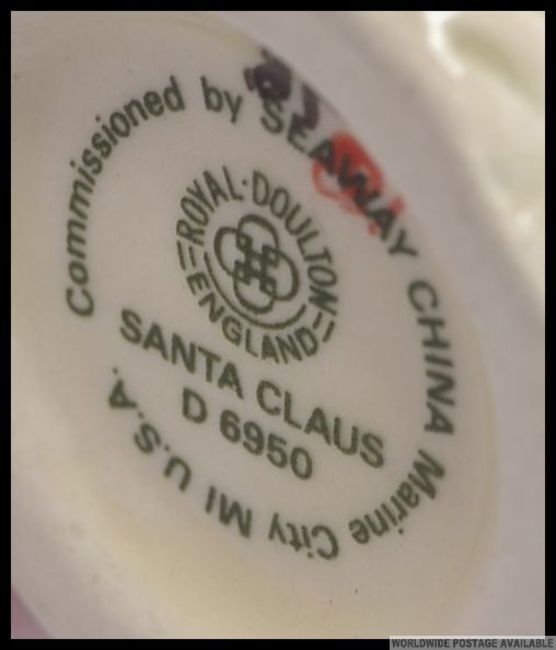 Commissioned by SEAWAY CHINA Marine City MI U.S.A.
ROYAL·DOULTON
ENGLAND
SANTA CLAUS
D 6950
WORLDWIDE POSTAGE AVAILABLE